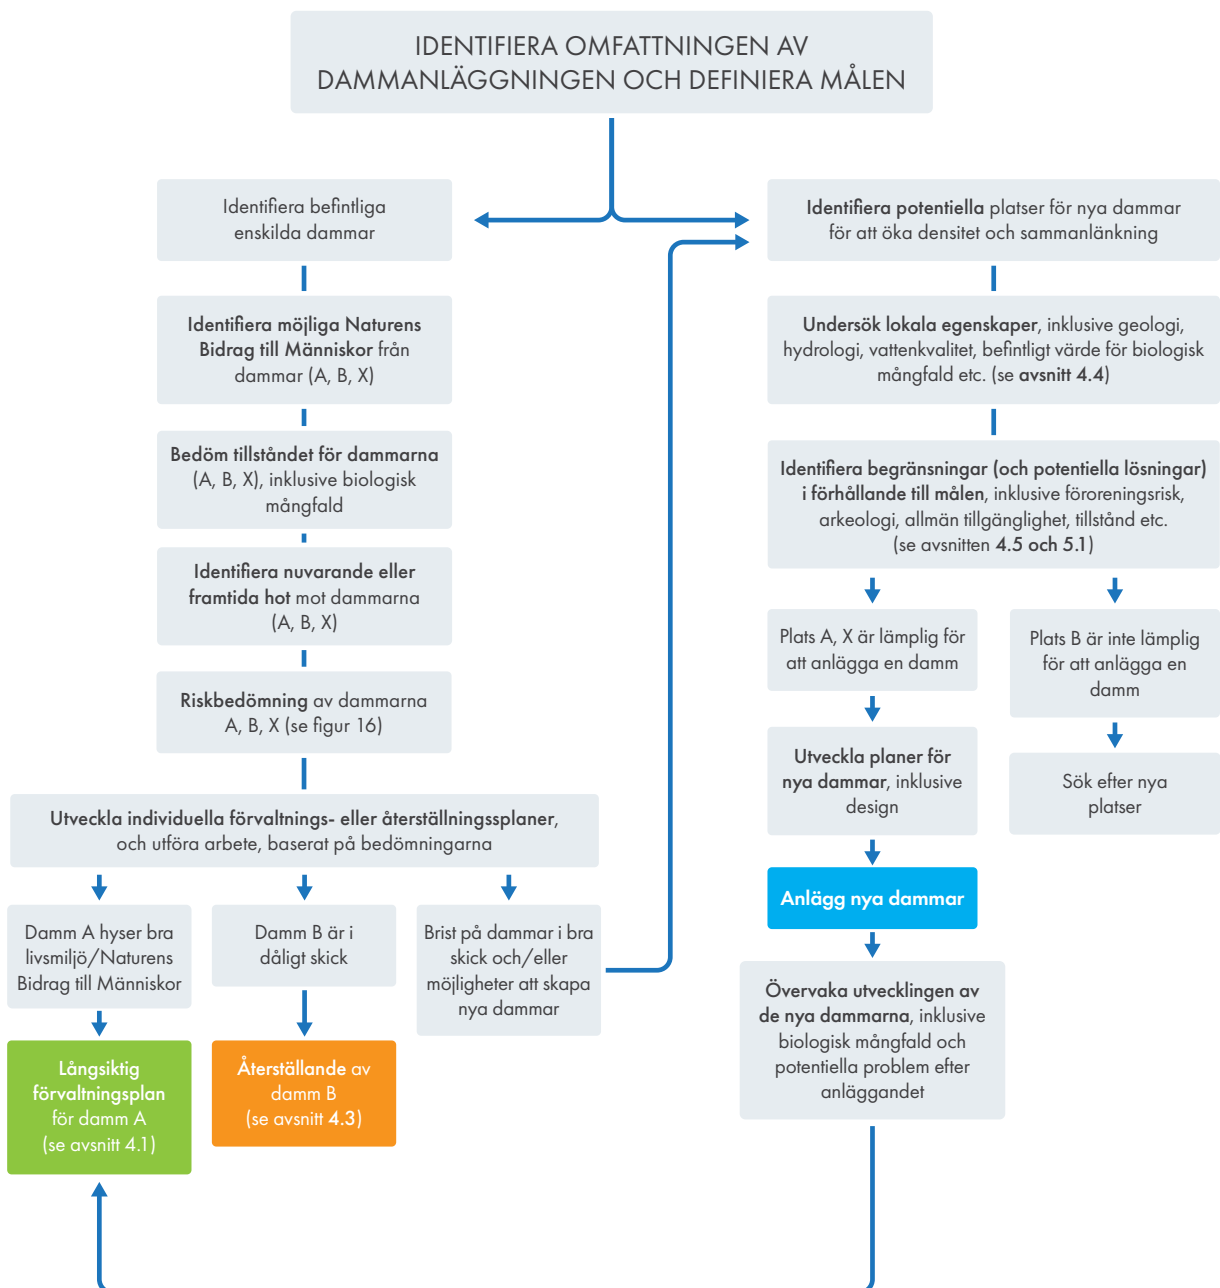 IDENTIFIERA OMFATTNINGEN AV
DAMMANLÄGGNINGEN OCH DEFINIERA MÅLEN
Identifiera befintliga
enskilda dammar
Identifiera möjliga Naturens
Bidrag till Människor från
dammar (A, B, X)
Bedöm tillståndet för dammarna
(A, B, X), inklusive biologisk
mångfald
Identifiera nuvarande eller
framtida hot mot dammarna
(A, B, X)
Riskbedömning av dammarna
A, B, X (se figur 16)
Utveckla individuella förvaltnings- eller återställningssplaner,
och utföra arbete, baserat på bedömningarna
Damm A hyser bra
livsmiljö/Naturens
Bidrag till Människor
Damm B är i
dåligt skick
Brist på dammar i bra
skick och/eller
möjligheter att skapa
nya dammar
Långsiktig
förvaltningsplan
för damm A
(se avsnitt 4.1)
Återställande av
damm B
(se avsnitt 4.3)
Identifiera potentiella platser för nya dammar
för att öka densitet och sammanlänkning
Undersök lokala egenskaper, inklusive geologi,
hydrologi, vattenkvalitet, befintligt värde för biologisk
mångfald etc. (se avsnitt 4.4)
Identifiera begränsningar (och potentiella lösningar)
i förhållande till målen, inklusive föroreningsrisk,
arkeologi, allmän tillgänglighet, tillstånd etc.
(se avsnitten 4.5 och 5.1)
Plats A, X är lämplig för
att anlägga en damm
Plats B är inte lämplig
för att anlägga en
damm
Utveckla planer för
nya dammar, inklusive
design
Sök efter nya
platser
Anlägg nya dammar
Övervaka utvecklingen av
de nya dammarna, inklusive
biologisk mångfald och
potentiella problem efter
anläggandet